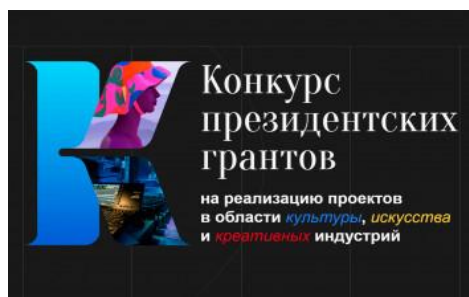 К
Конкурс
президентских
грантов
на реализацию проектов
в области культуры, искусства
и креативных индустрий